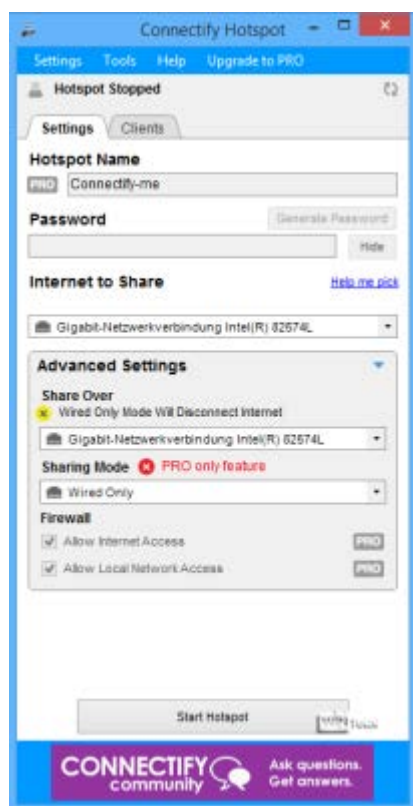 Connectify Hotspot
Settings Tools Help Upgrade to PRO
Hotspot Stopped
Settings Clients
Hotspot Name
PRO Connectify-me
Password Generate Password
Hide
Internet to Share Help me pick
Gigabit-Netzwerkverbindung Intel(R) 82574L
Advanced Settings
Share Over
Wired Only Mode Will Disconnect Internet
Gigabit-Netzwerkverbindung Intel(R) 82574L
Sharing Mode PRO only feature
Wired Only
Firewall
Allow Internet Access PRO
Allow Local Network Access PRO
Start Hotspot
CONNECTIFY community Ask questions. Get answers.